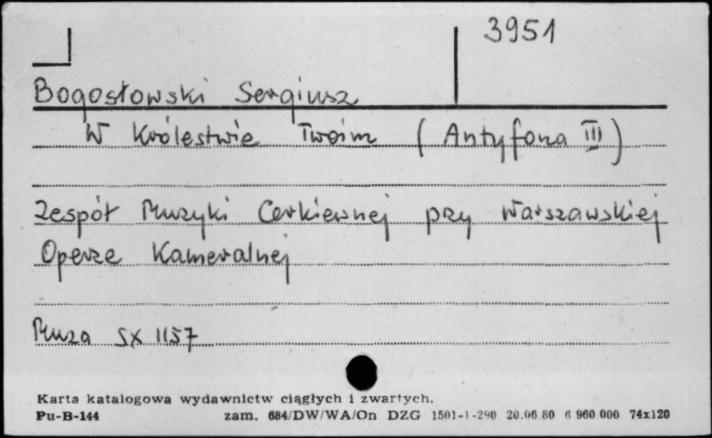 3951
Bogosłowski Sergiusz
W Królestwie Twoim (Antyfona III)
Zespół Muzyki Cerkiewnej przy Warszawskiej
Operze Kameralnej
Muza SX 1157
Karta katalogowa wydawnictw ciągłych i zwartych.
Pu-B-144 zam. 684/DW/WA/On DZG 1501-1-290 20.06.80 6 960 000 74x120